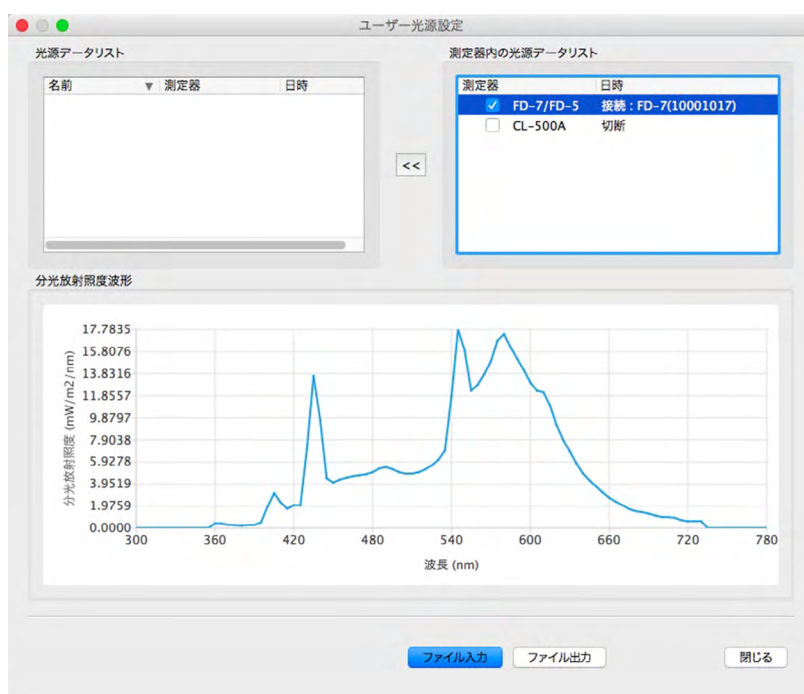 ユーザー光源設定
光源データリスト
名前 ▼ 測定器 日時
<<
測定器内の光源データリスト
測定器 日時
FD-7/FD-5 接続 : FD-7(10001017)
CL-500A 切断
分光放射照度波形
分光放射照度 (mW/m2/nm)
17.7835
15.8076
13.8316
11.8557
9.8797
7.9038
5.9278
3.9519
1.9759
0.0000
300 360 420 480 540 600 660 720 780
波長 (nm)
ファイル入力 ファイル出力 閉じる